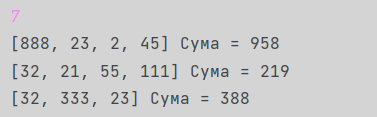 7
[888, 23, 2, 45] Сума = 958
[32, 21, 55, 111] Сума = 219
[32, 333, 23] Сума = 388